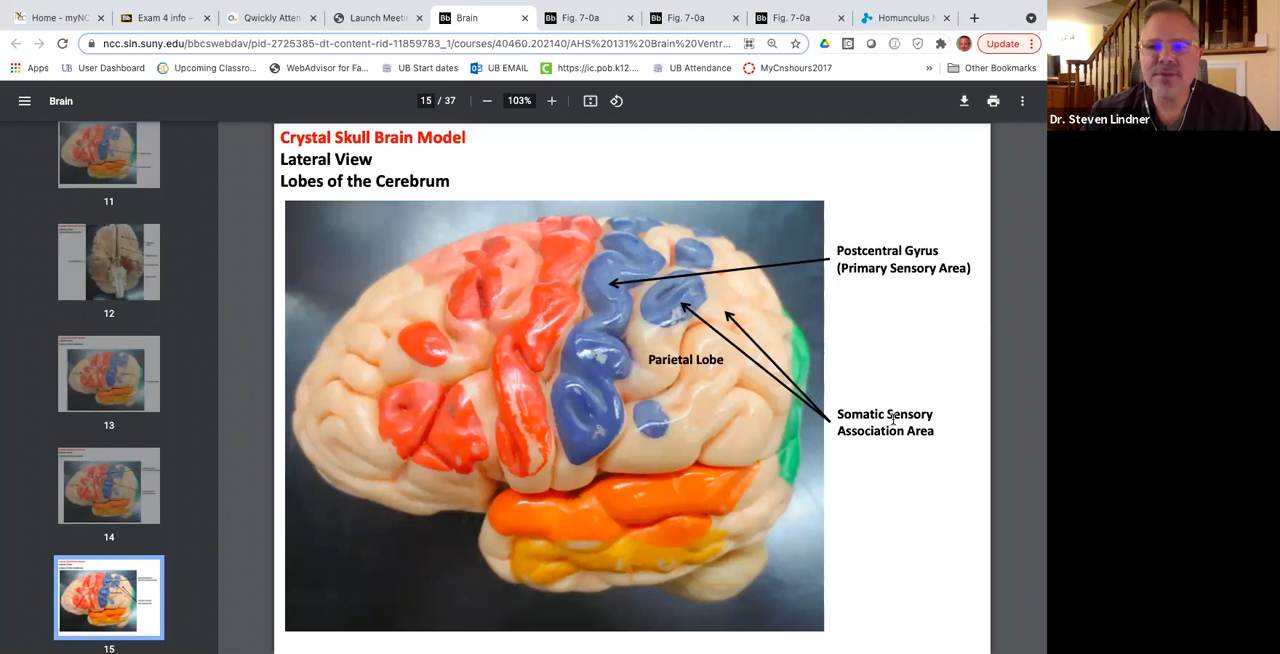 Home - myNC
Exam 4 info –
Qwickly Atten
Launch Meeti
Brain
Fig. 7-0a
Fig. 7-0a
Fig. 7-0a
Homunculus
ncc.sln.suny.edu/bbcswebdav/pid-2725385-dt-content-rid-11859783_1/courses/40460.202140/AHS%20131%20Brain%20Ventr...
Update
Apps
User Dashboard
Upcoming Classro...
WebAdvisor for Fa...
UB Start dates
UB EMAIL
https://ic.pob.k12....
UB Attendance
MyCnshours2017
»
Other Bookmarks
Brain
15 / 37
103%
Dr. Steven Lindner
11
12
13
14
15
Crystal Skull Brain Model
Lateral View
Lobes of the Cerebrum
Postcentral Gyrus
(Primary Sensory Area)
Parietal Lobe
Somatic Sensory
Association Area